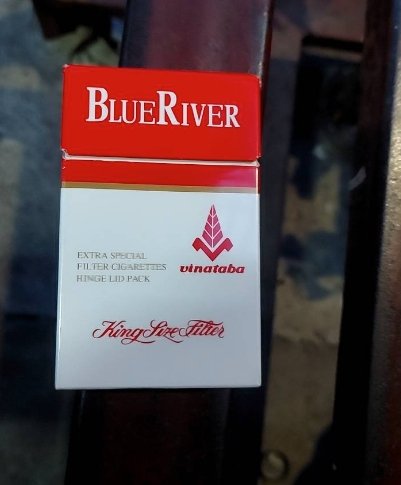 BLUERIVER
EXTRA SPECIAL
FILTER CIGARETTES
HINGE LID PACK
vinataba
King Size Filter